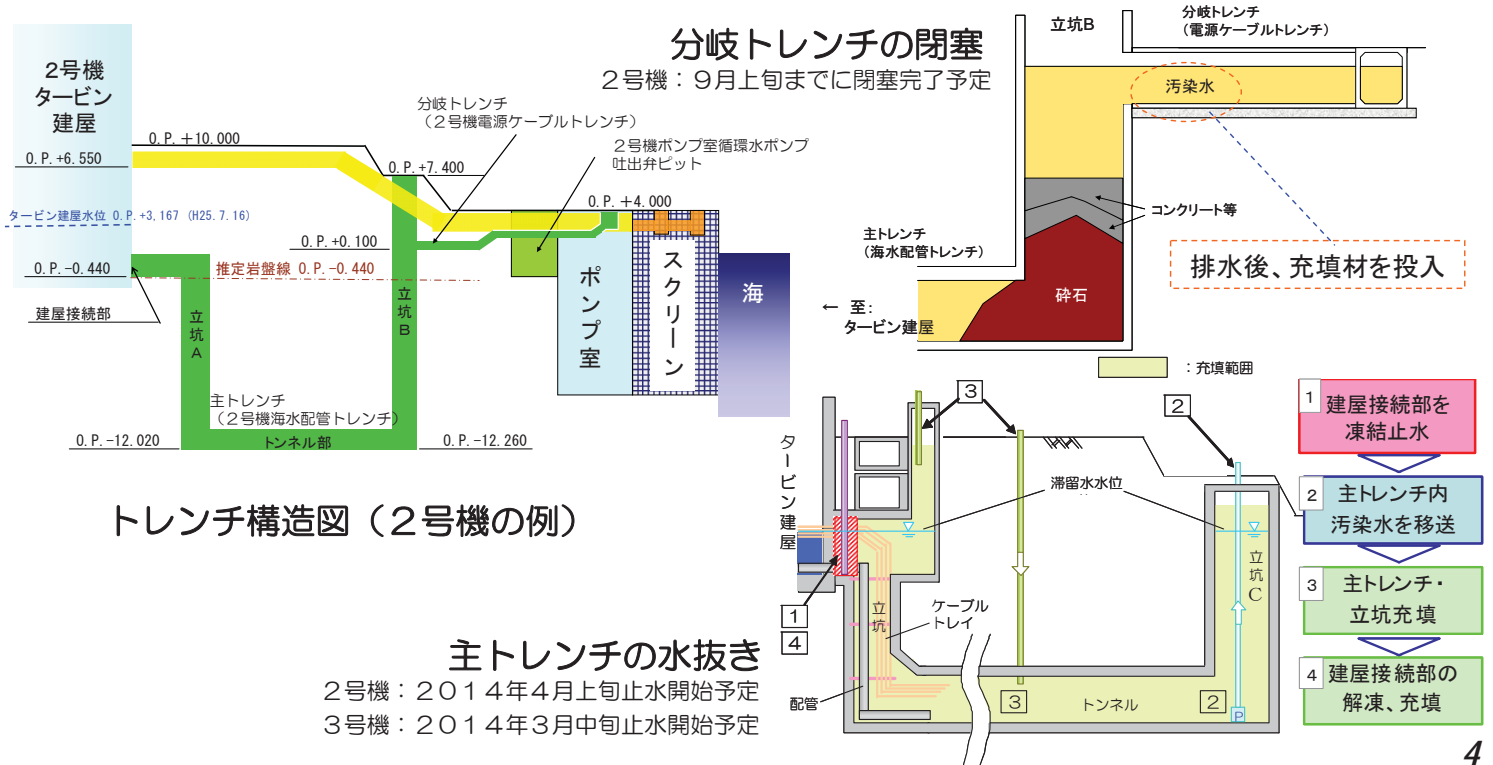 2号機
タービン
建屋
O.P.+10.000
O.P.+6.550
タービン建屋水位 O.P.+3,167 (H25.7.16)
O.P.-0.440
推定岩盤線 O.P.-0.440
建屋接続部
立坑A
分岐トレンチ
(2号機電源ケーブルトレンチ)
O.P.+7.400
2号機ポンプ室循環水ポンプ
吐出弁ピット
O.P.+4.000
O.P.+0.100
立坑B
ポンプ室
スクリーン
海
主トレンチ
(2号機海水配管トレンチ)
O.P.-12.020
トンネル部
O.P.-12.260
トレンチ構造図(2号機の例)
分岐トレンチの閉塞
2号機:9月上旬までに閉塞完了予定
立坑B
分岐トレンチ
(電源ケーブルトレンチ)
汚染水
コンクリート等
主トレンチ
(海水配管トレンチ)
砕石
← 至:
タービン建屋
排水後、充填材を投入
:充填範囲
主トレンチの水抜き
2号機:2014年4月上旬止水開始予定
3号機:2014年3月中旬止水開始予定
タービン建屋
3
2
滞留水水位
立坑
ケーブル
トレイ
立坑C
1
4
配管
3
トンネル
2
P
1
建屋接続部を
凍結止水
2
主トレンチ内
汚染水を移送
3
主トレンチ・
立坑充填
4
建屋接続部の
解凍、充填
4